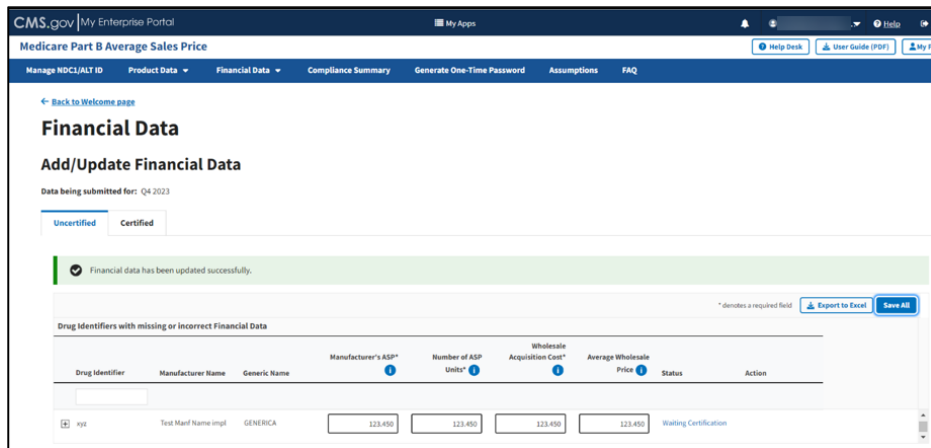 CMS.gov My Enterprise Portal My Apps Help
Medicare Part B Average Sales Price Help Desk User Guide (PDF)
Manage NDC1/ALT ID Product Data Financial Data Compliance Summary Generate One-Time Password Assumptions FAQ
Back to Welcome page
Financial Data
Add/Update Financial Data
Data being submitted for: Q4 2023
Uncertified Certified
Financial data has been updated successfully.
* denotes a required field Export to Excel Save All
Drug Identifiers with missing or incorrect Financial Data
Drug Identifier Manufacturer Name Generic Name Manufacturer's ASP* Number of ASP Units* Wholesale Acquisition Cost* Average Wholesale Price Status Action
xyz Test Manf Name impl GENERICA 123.450 123.450 123.450 123.450 Waiting Certification